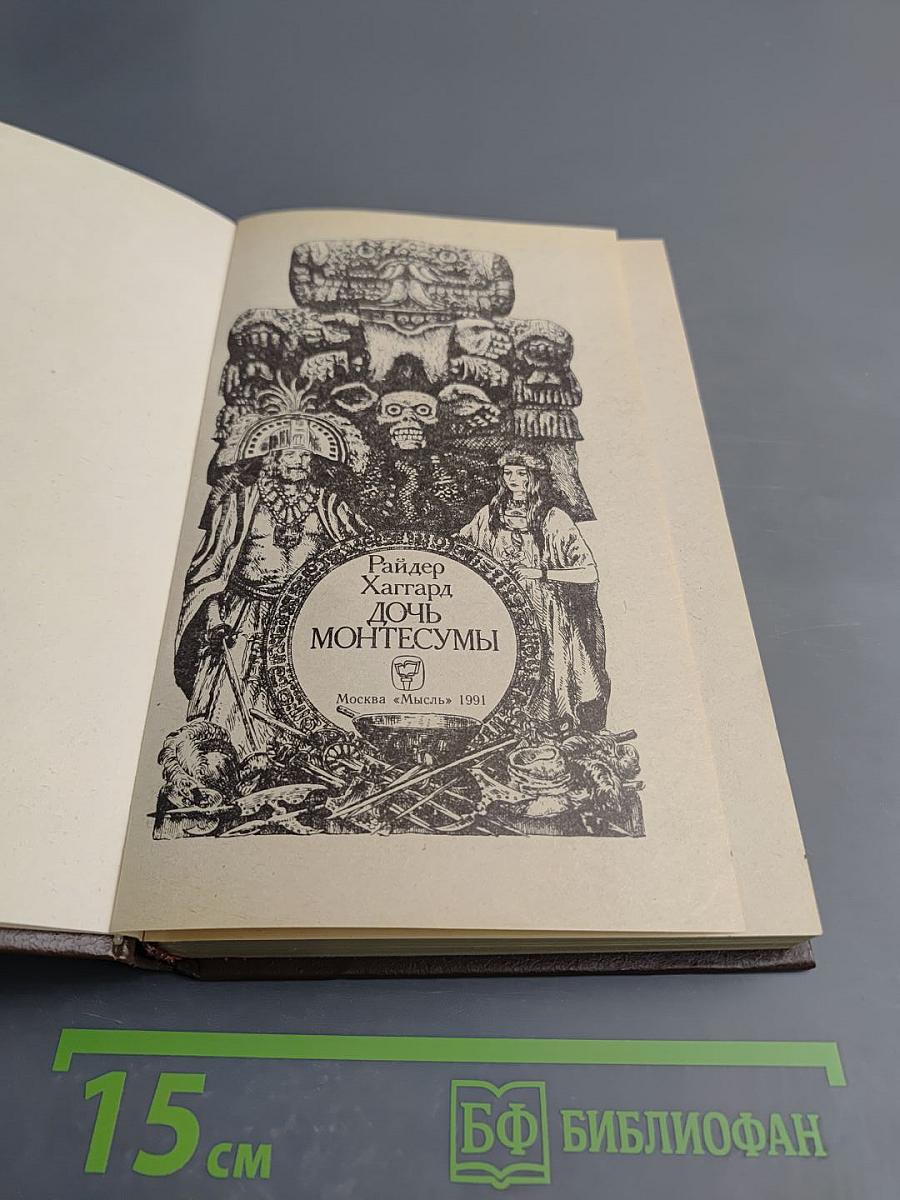 Райдер
Хаггард
ДОЧЬ
МОНТЕСУМЫ
Москва «Мысль» 1991
15 см
БФ БИБЛИОФАН